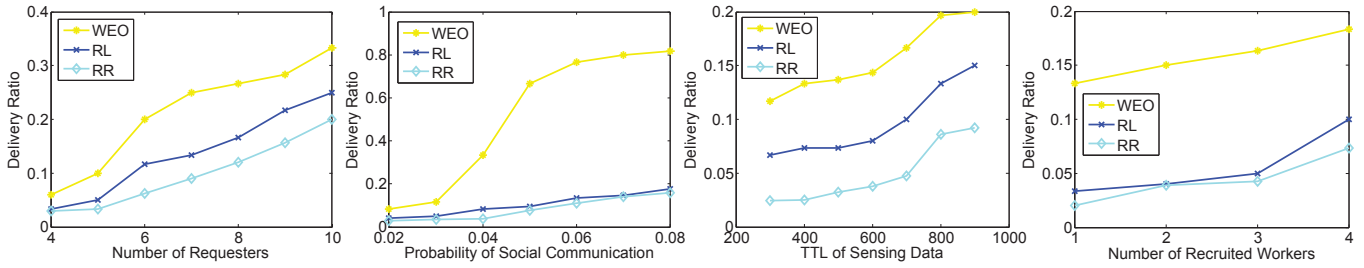 Delivery Ratio
0.4
0.3
0.2
0.1
0
WEO
RL
RR
4
6
8
10
Number of Requesters
Delivery Ratio
1
0.8
0.6
0.4
0.2
0
WEO
RL
RR
0.02
0.04
0.06
0.08
Probability of Social Communication
Delivery Ratio
0.2
0.15
0.1
0.05
0
WEO
RL
RR
200
400
600
800
1000
TTL of Sensing Data
Delivery Ratio
0.2
0.15
0.1
0.05
0
WEO
RL
RR
1
2
3
4
Number of Recruited Workers